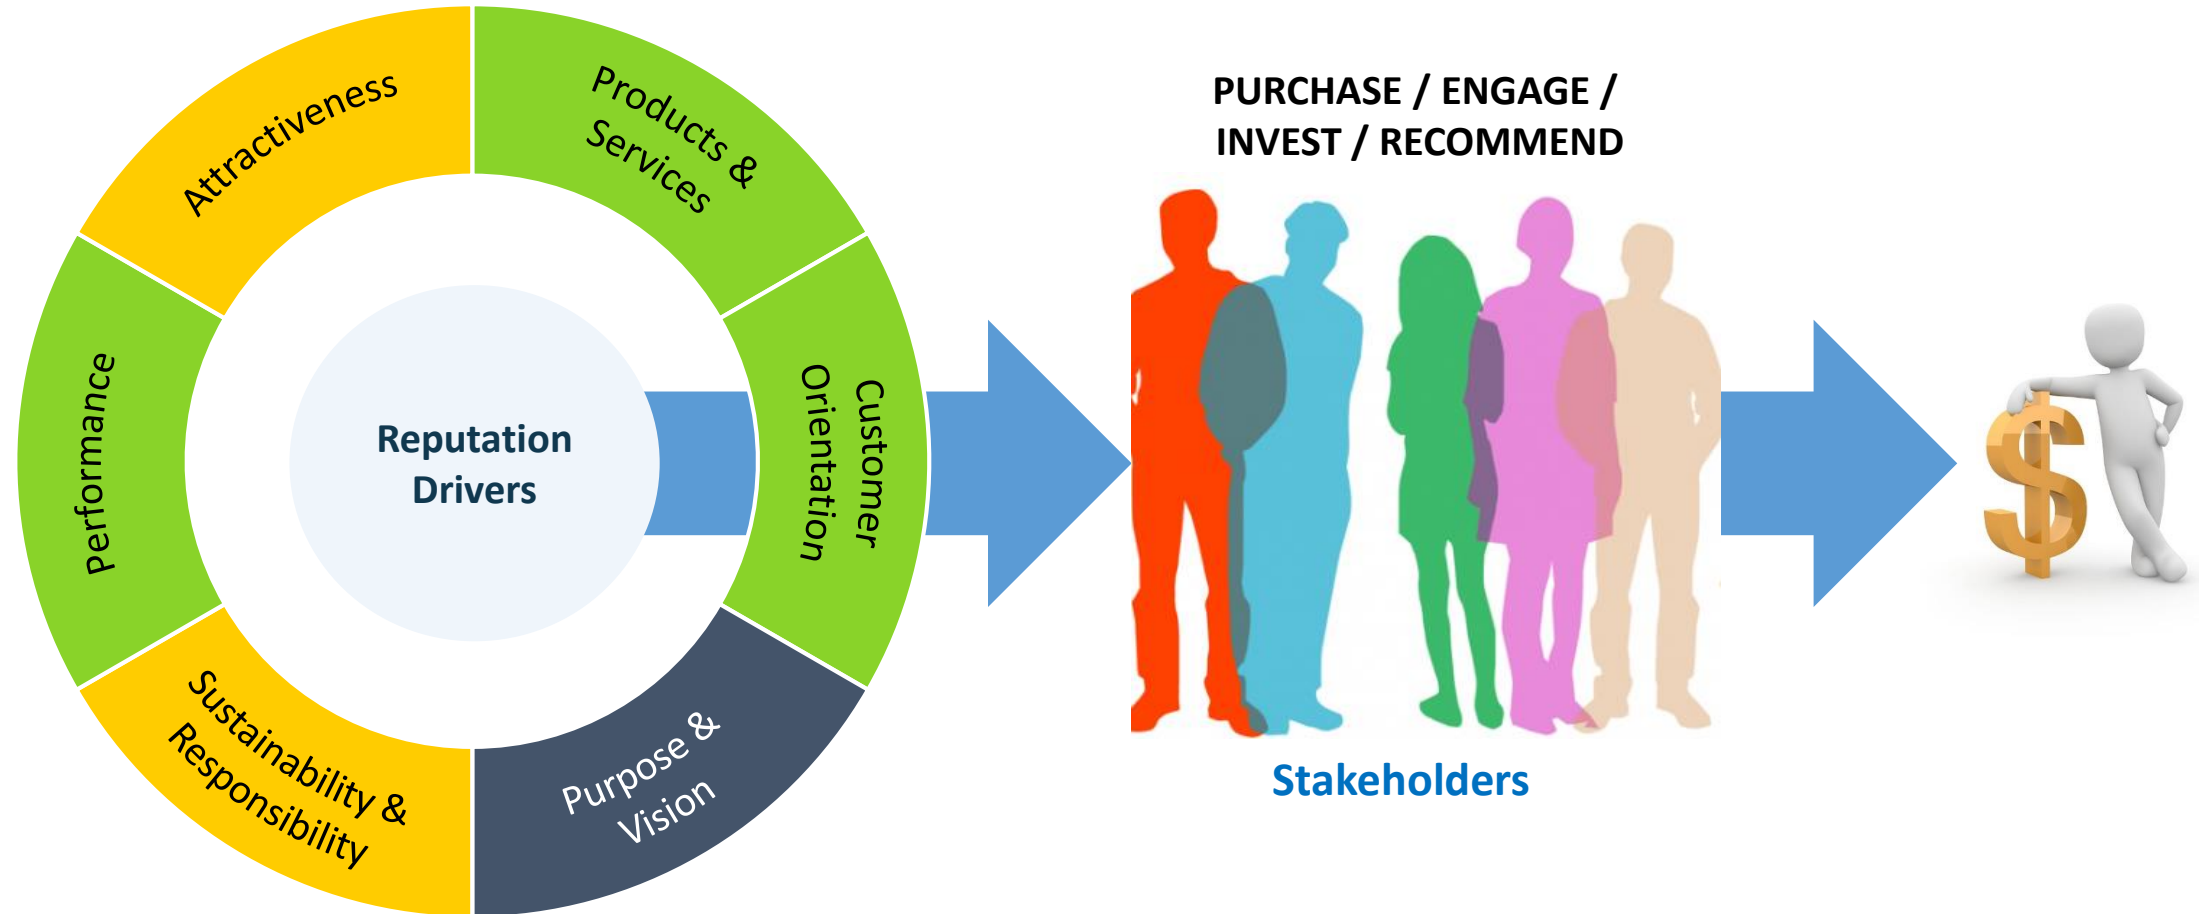 Attractiveness
Products &
Services
PURCHASE / ENGAGE /
INVEST / RECOMMEND
Performance
Reputation
Drivers
Customer
Orientation
Sustainability &
Responsibility
Purpose &
Vision
Stakeholders
$